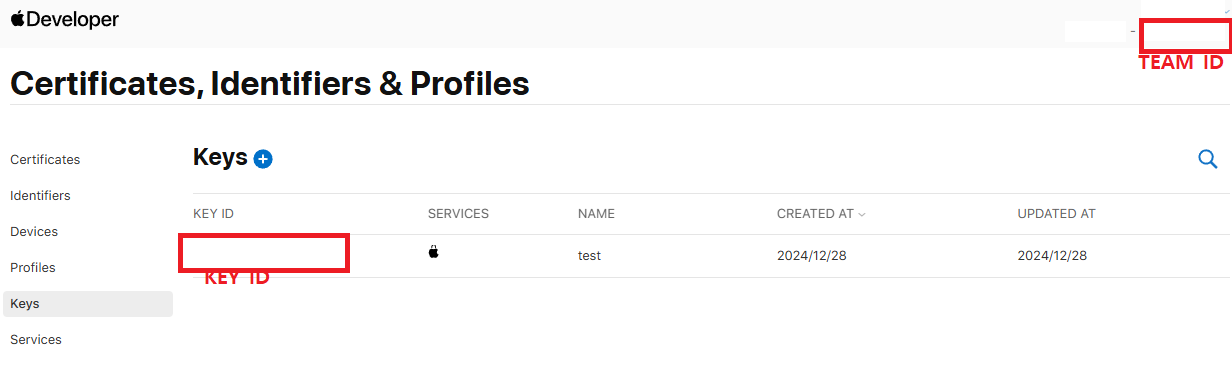 Developer
-
TEAM ID
Certificates, Identifiers & Profiles
Certificates
Identifiers
Devices
Profiles
Keys
Services
Keys
KEY ID SERVICES NAME CREATED AT UPDATED AT
test 2024/12/28 2024/12/28
KEY ID